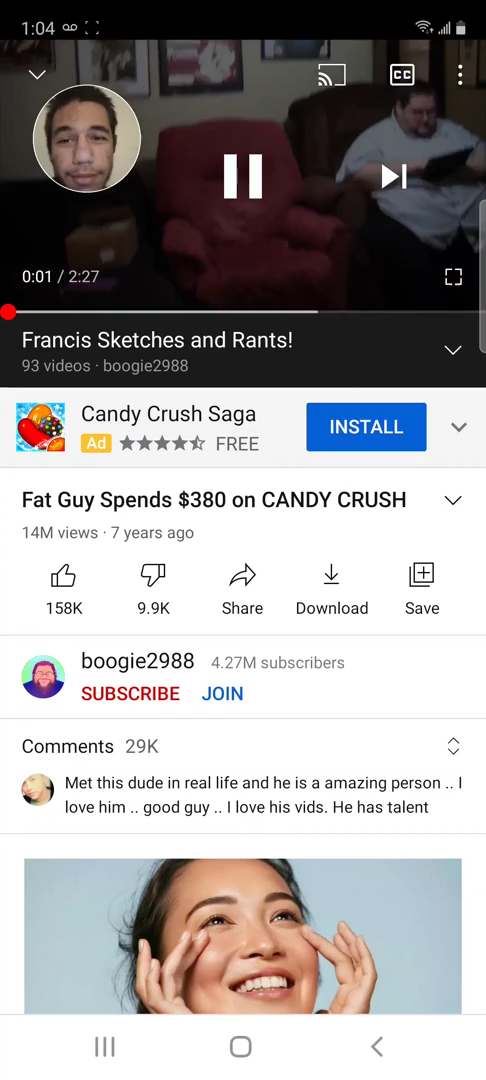 1:04
CC
0:01 / 2:27
Francis Sketches and Rants!
93 videos · boogie2988
Candy Crush Saga
INSTALL
Ad FREE
Fat Guy Spends $380 on CANDY CRUSH
14M views · 7 years ago
158K 9.9K Share Download Save
boogie2988 4.27M subscribers
SUBSCRIBE JOIN
Comments 29K
Met this dude in real life and he is a amazing person .. I
love him .. good guy .. I love his vids. He has talent